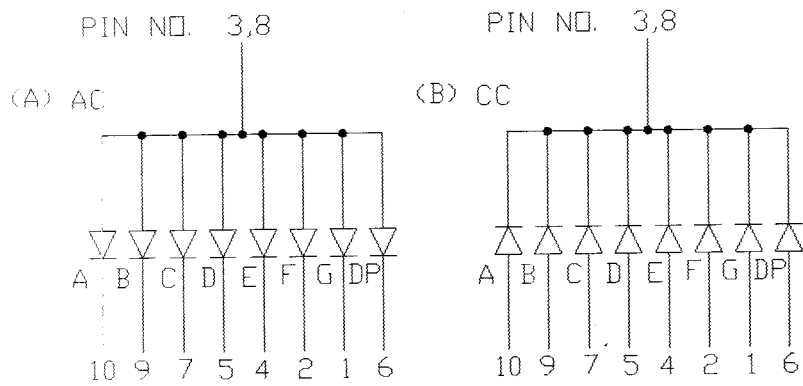 PIN NO. 3,8
(A) AC
A B C D E F G DP
10 9 7 5 4 2 1 6
PIN NO. 3,8
(B) CC
A B C D E F G DP
10 9 7 5 4 2 1 6